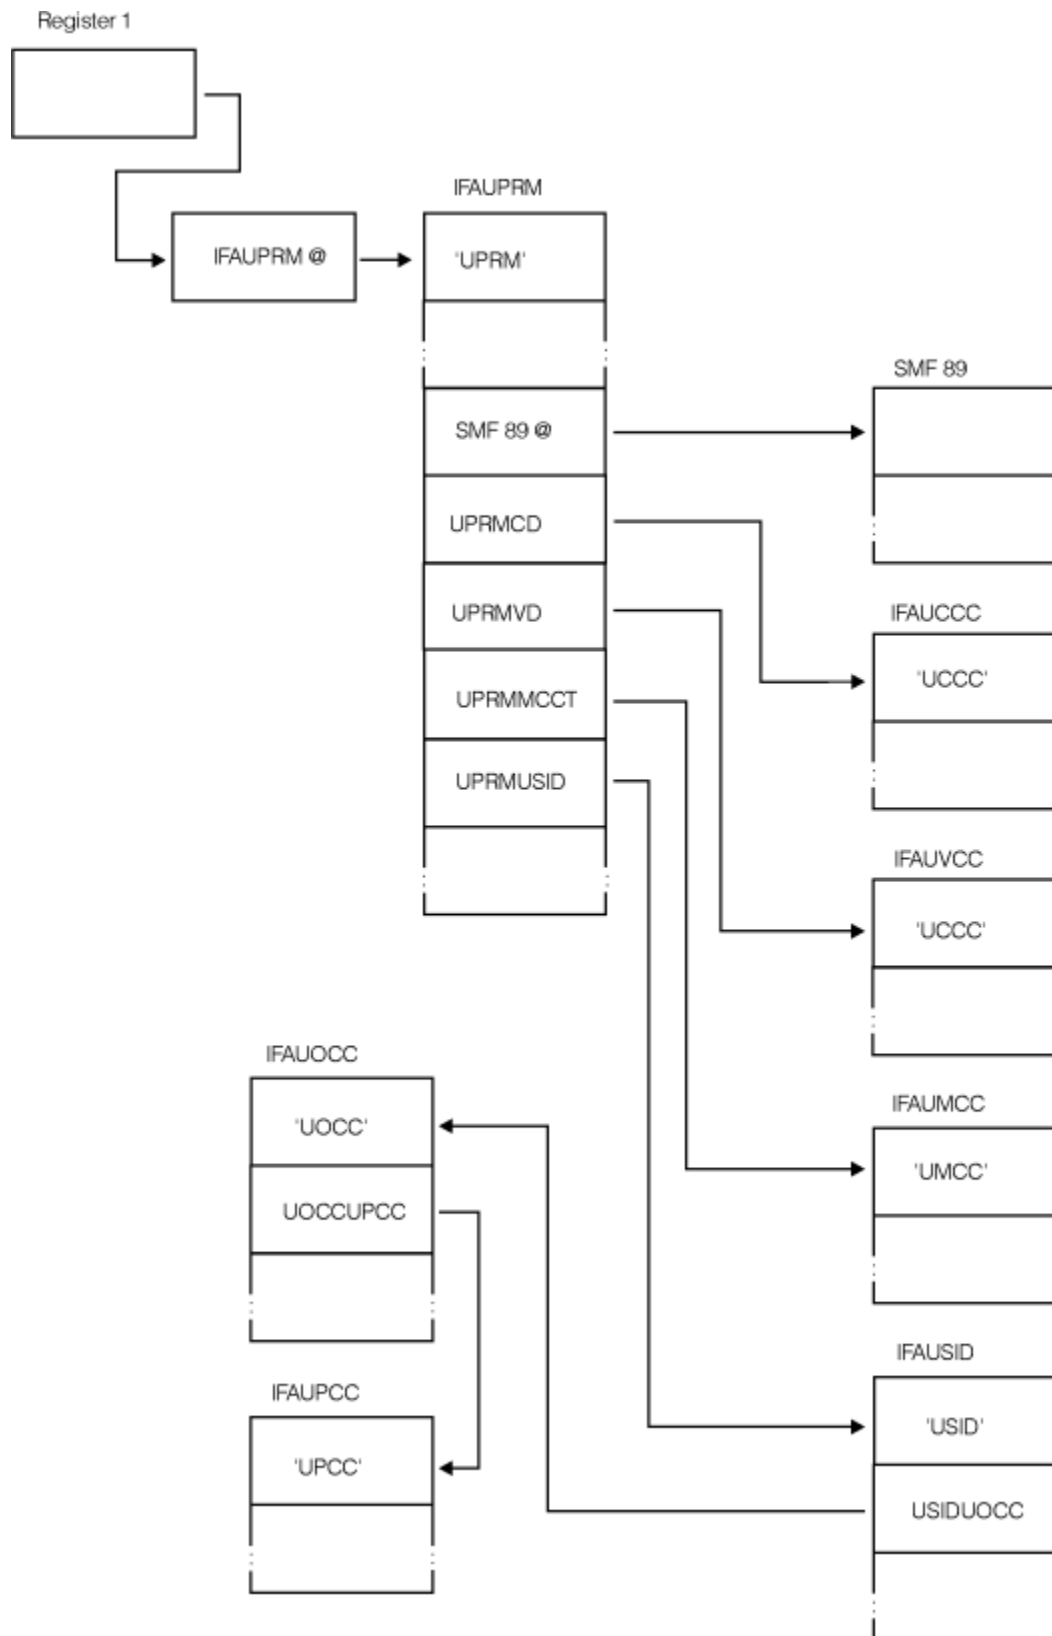 Register 1
IFAUPRM
IFAUPRM @
'UPRM'
SMF 89
SMF 89 @
UPRMCD
IFAUCCC
UPRMVD
'UCCC'
UPRMMCCT
UPRMUSID
IFAUVCC
'UCCC'
IFAUOCC
IFAUMCC
'UOCC'
'UMCC'
UOCCUPCC
IFAUSID
IFAUPCC
'USID'
'UPCC'
USIDUOCC